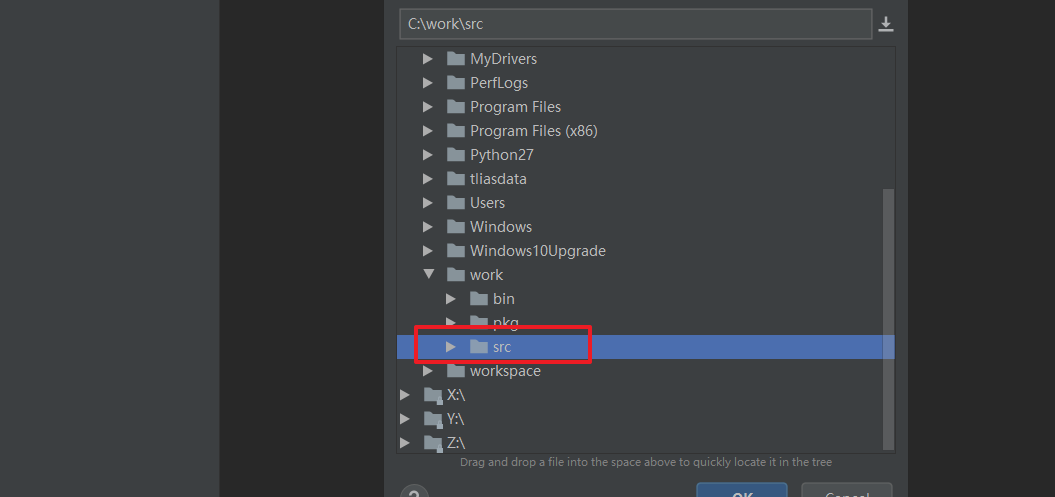 C:\work\src
MyDrivers
PerfLogs
Program Files
Program Files (x86)
Python27
tliasdata
Users
Windows
Windows10Upgrade
work
bin
pkg
src
workspace
X:\
Y:\
Z:\
Drag and drop a file into the space above to quickly locate it in the tree
?
OK
Cancel